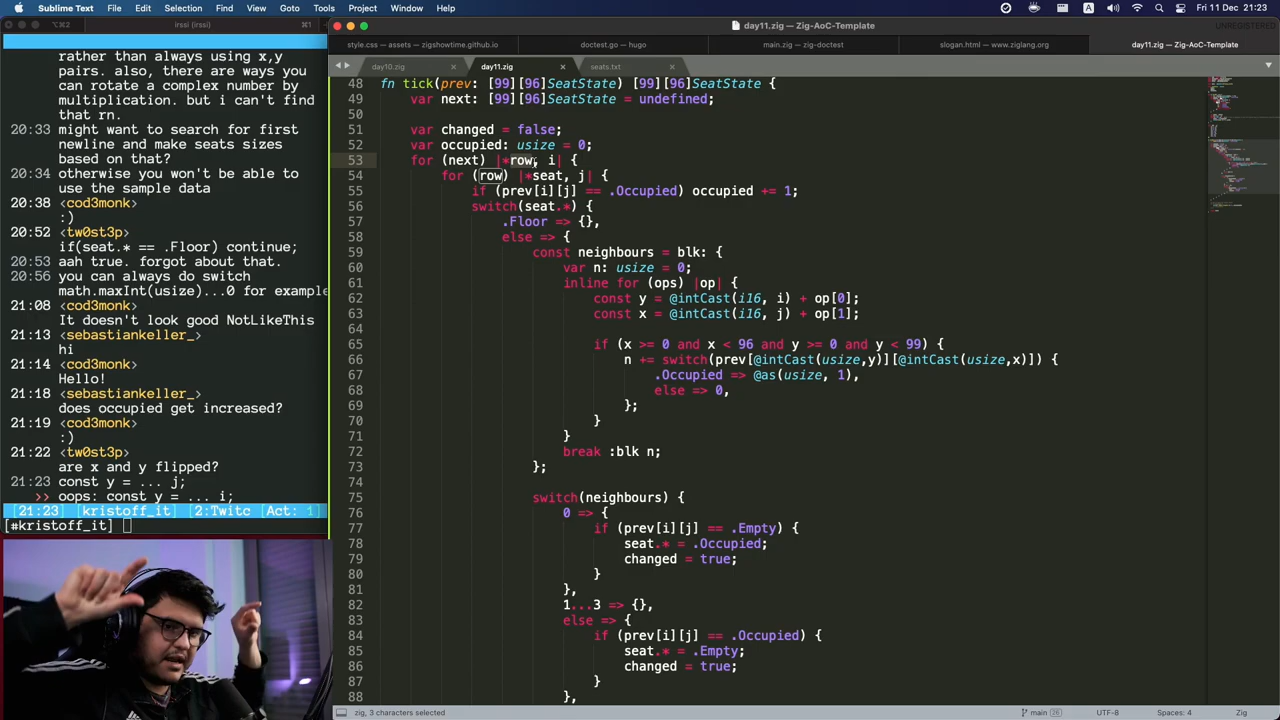 Sublime Text File Edit Selection Find View Goto Tools Project Window Help
A Fri 11 Dec 21:23
⌥⌘2 irssi (irssi) ⌘1
rather than always using x,y
pairs. also, there are ways you
can rotate a complex number by
multiplication. but i can't find
that rn.
20:33 might want to search for first
newline and make seats sizes
based on that?
20:34 otherwise you won't be able to
use the sample data
20:38 <cod3monk>
:)
20:52 <tw0st3p>
if(seat.* == .Floor) continue;
20:53 aah true. forgot about that.
20:56 you can always do switch
math.maxInt(usize)...0 for example
21:08 <cod3monk>
It doesn't look good NotLikeThis
21:13 <sebastiankeller_>
hi
21:14 <cod3monk>
Hello!
21:18 <sebastiankeller_>
does occupied get increased?
21:19 <cod3monk>
:)
21:22 <tw0st3p>
are x and y flipped?
21:23 const y = ... j;
>> oops: const y = ... i;
[21:23] [kristoff_it] [2:Twitc [Act: 1]
[#kristoff_it]
day11.zig — Zig-AoC-Template
UNREGISTERED
style.css — assets — zigshowtime.github.io
doctest.go — hugo
main.zig — zig-doctest
slogan.html — www.ziglang.org
day11.zig — Zig-AoC-Template
day10.zig ×
day11.zig ×
seats.txt ×
48 fn tick(prev: [99][96]SeatState) [99][96]SeatState {
49 var next: [99][96]SeatState = undefined;
50
51 var changed = false;
52 var occupied: usize = 0;
53 for (next) |*row, i| {
54 for (row) |*seat, j| {
55 if (prev[i][j] == .Occupied) occupied += 1;
56 switch(seat.*) {
57 .Floor => {},
58 else => {
59 const neighbours = blk: {
60 var n: usize = 0;
61 inline for (ops) |op| {
62 const y = @intCast(i16, i) + op[0];
63 const x = @intCast(i16, j) + op[1];
64
65 if (x >= 0 and x < 96 and y >= 0 and y < 99) {
66 n += switch(prev[@intCast(usize,y)][@intCast(usize,x)]) {
67 .Occupied => @as(usize, 1),
68 else => 0,
69 };
70 }
71 }
72 break :blk n;
73 };
74
75 switch(neighbours) {
76 0 => {
77 if (prev[i][j] == .Empty) {
78 seat.* = .Occupied;
79 changed = true;
80 }
81 },
82 1...3 => {},
83 else => {
84 if (prev[i][j] == .Occupied) {
85 seat.* = .Empty;
86 changed = true;
87 }
88 },
zig, 3 characters selected
main 26
UTF-8
Spaces: 4
Zig